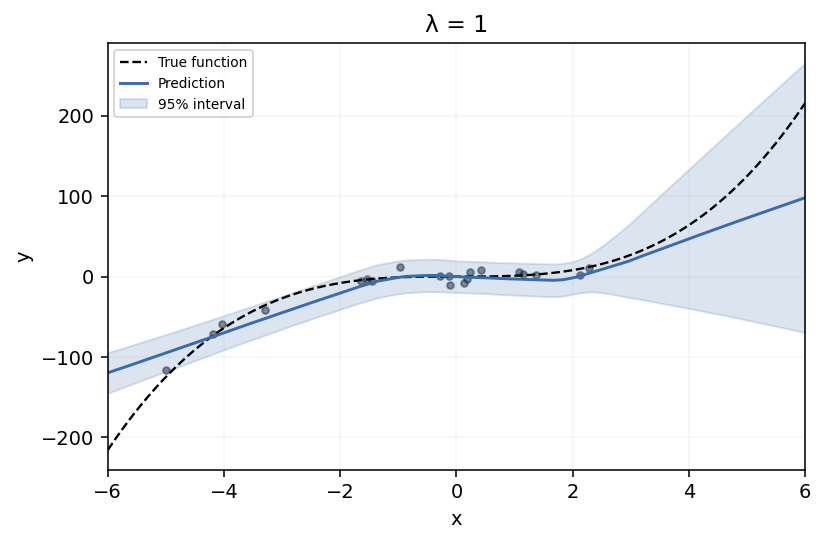 λ = 1
True function
Prediction
95% interval
y
200
100
0
−100
−200
−6
−4
−2
0
2
4
6
x